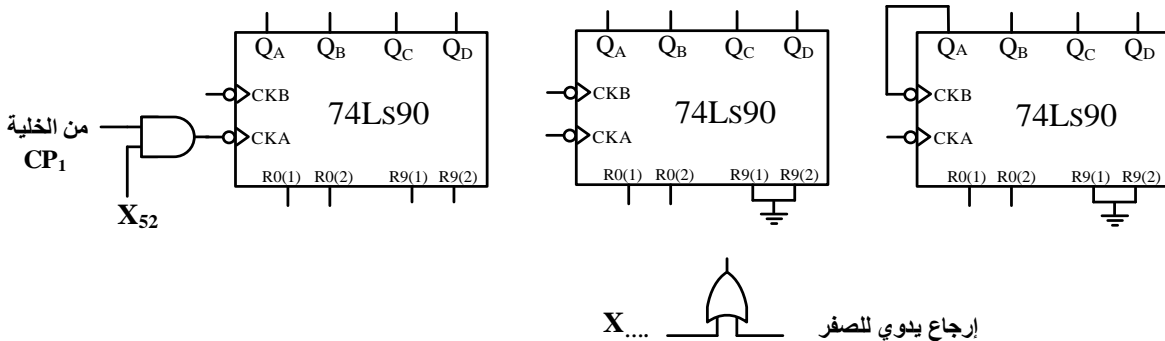 QA QB QC QD
CKB
74Ls90
CKA
R0(1) R0(2) R9(1) R9(2)
من الخلية
CP1
X52
QA QB QC QD
CKB
74Ls90
CKA
R0(1) R0(2) R9(1) R9(2)
QA QB QC QD
CKB
74Ls90
CKA
R0(1) R0(2) R9(1) R9(2)
X....
إرجاع يدوي للصفر